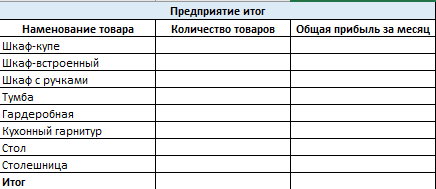 Предприятие итог
Наименование товара Количество товаров Общая прибыль за месяц
Шкаф-купе
Шкаф-встроенный
Шкаф с ручками
Тумба
Гардеробная
Кухонный гарнитур
Стол
Столешница
Итог